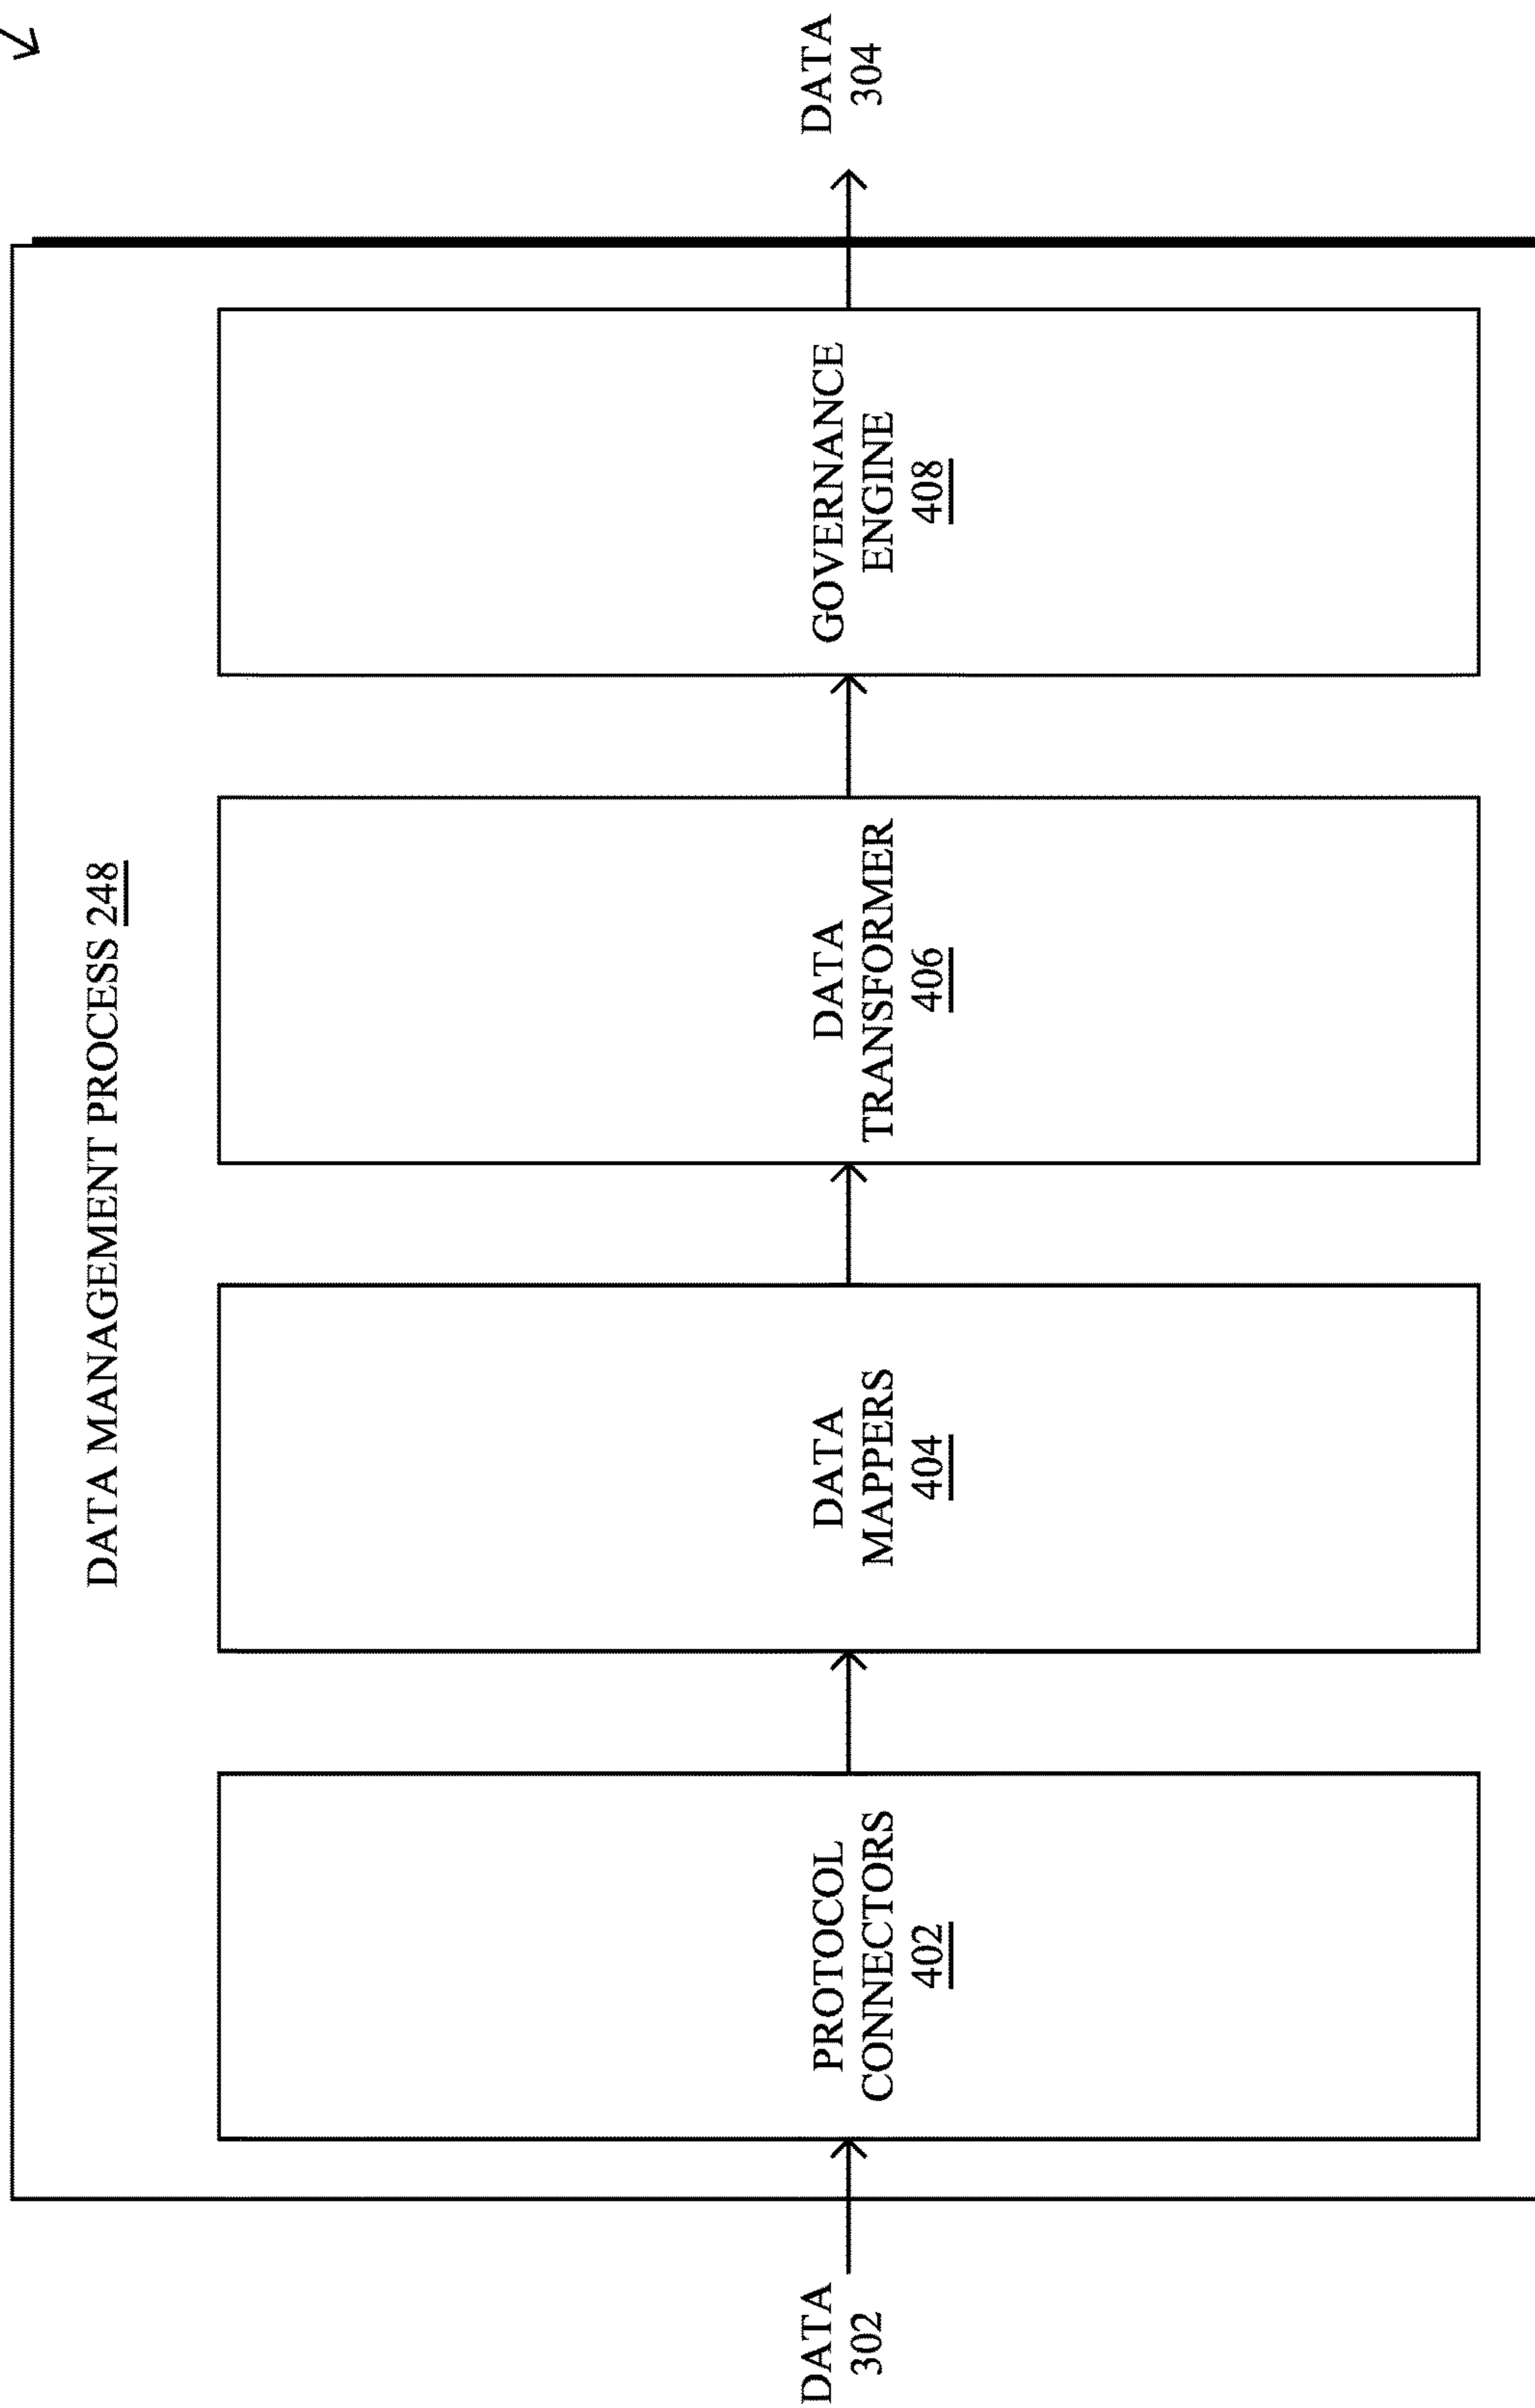 DATA MANAGEMENT PROCESS 248
DATA
302
PROTOCOL
CONNECTORS
402
DATA
MAPPERS
404
DATA
TRANSFORMER
406
GOVERNANCE
ENGINE
408
DATA
304